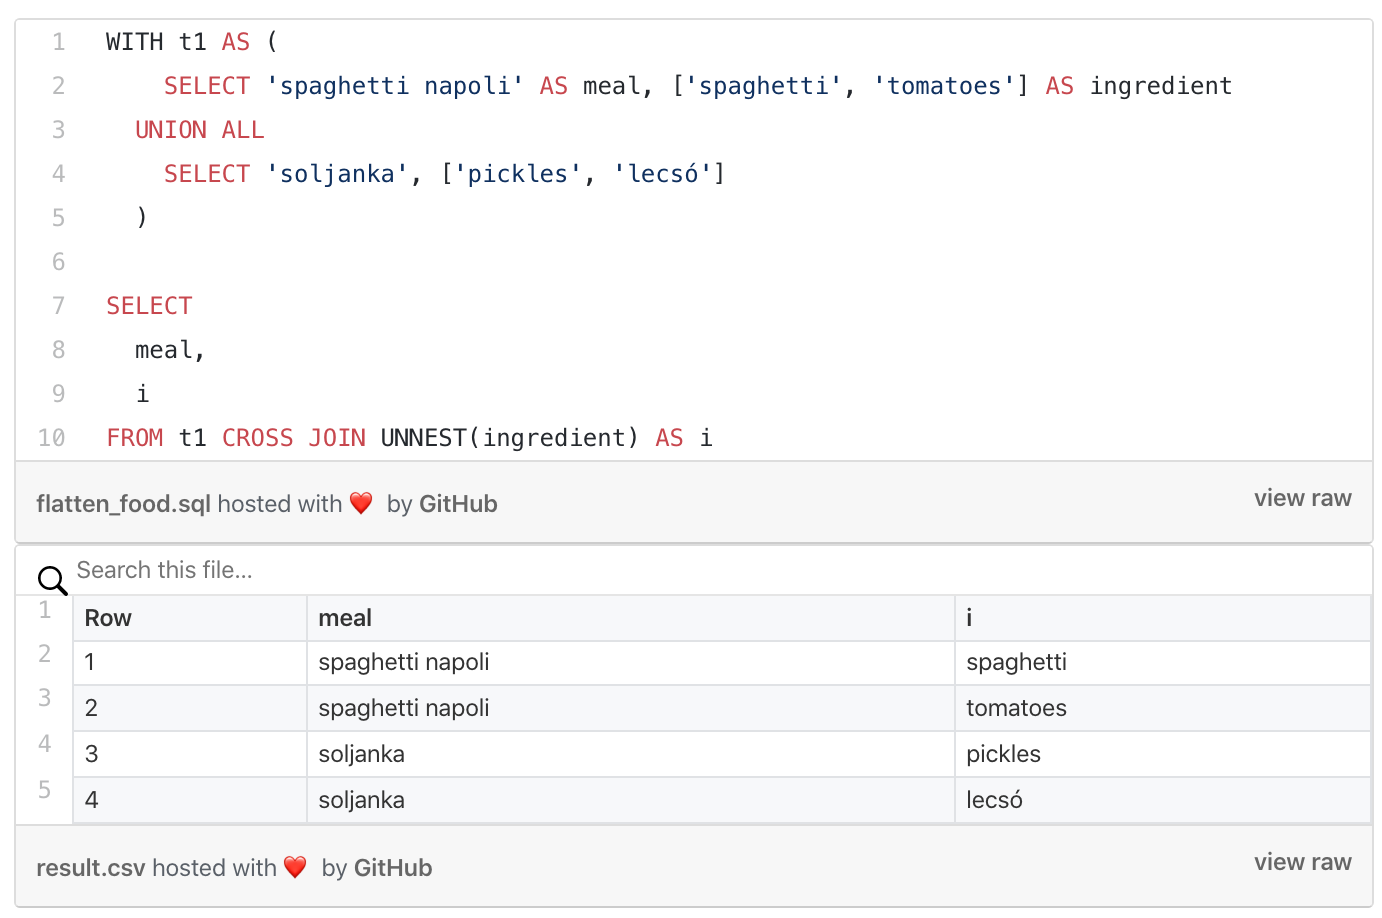 1 WITH t1 AS (
2 SELECT 'spaghetti napoli' AS meal, ['spaghetti', 'tomatoes'] AS ingredient
3 UNION ALL
4 SELECT 'soljanka', ['pickles', 'lecsó']
5 )
6
7 SELECT
8 meal,
9 i
10 FROM t1 CROSS JOIN UNNEST(ingredient) AS i
flatten_food.sql hosted with ❤ by GitHub view raw
Search this file...
1 Row meal i
2 1 spaghetti napoli spaghetti
3 2 spaghetti napoli tomatoes
4 3 soljanka pickles
5 4 soljanka lecsó
result.csv hosted with ❤ by GitHub view raw